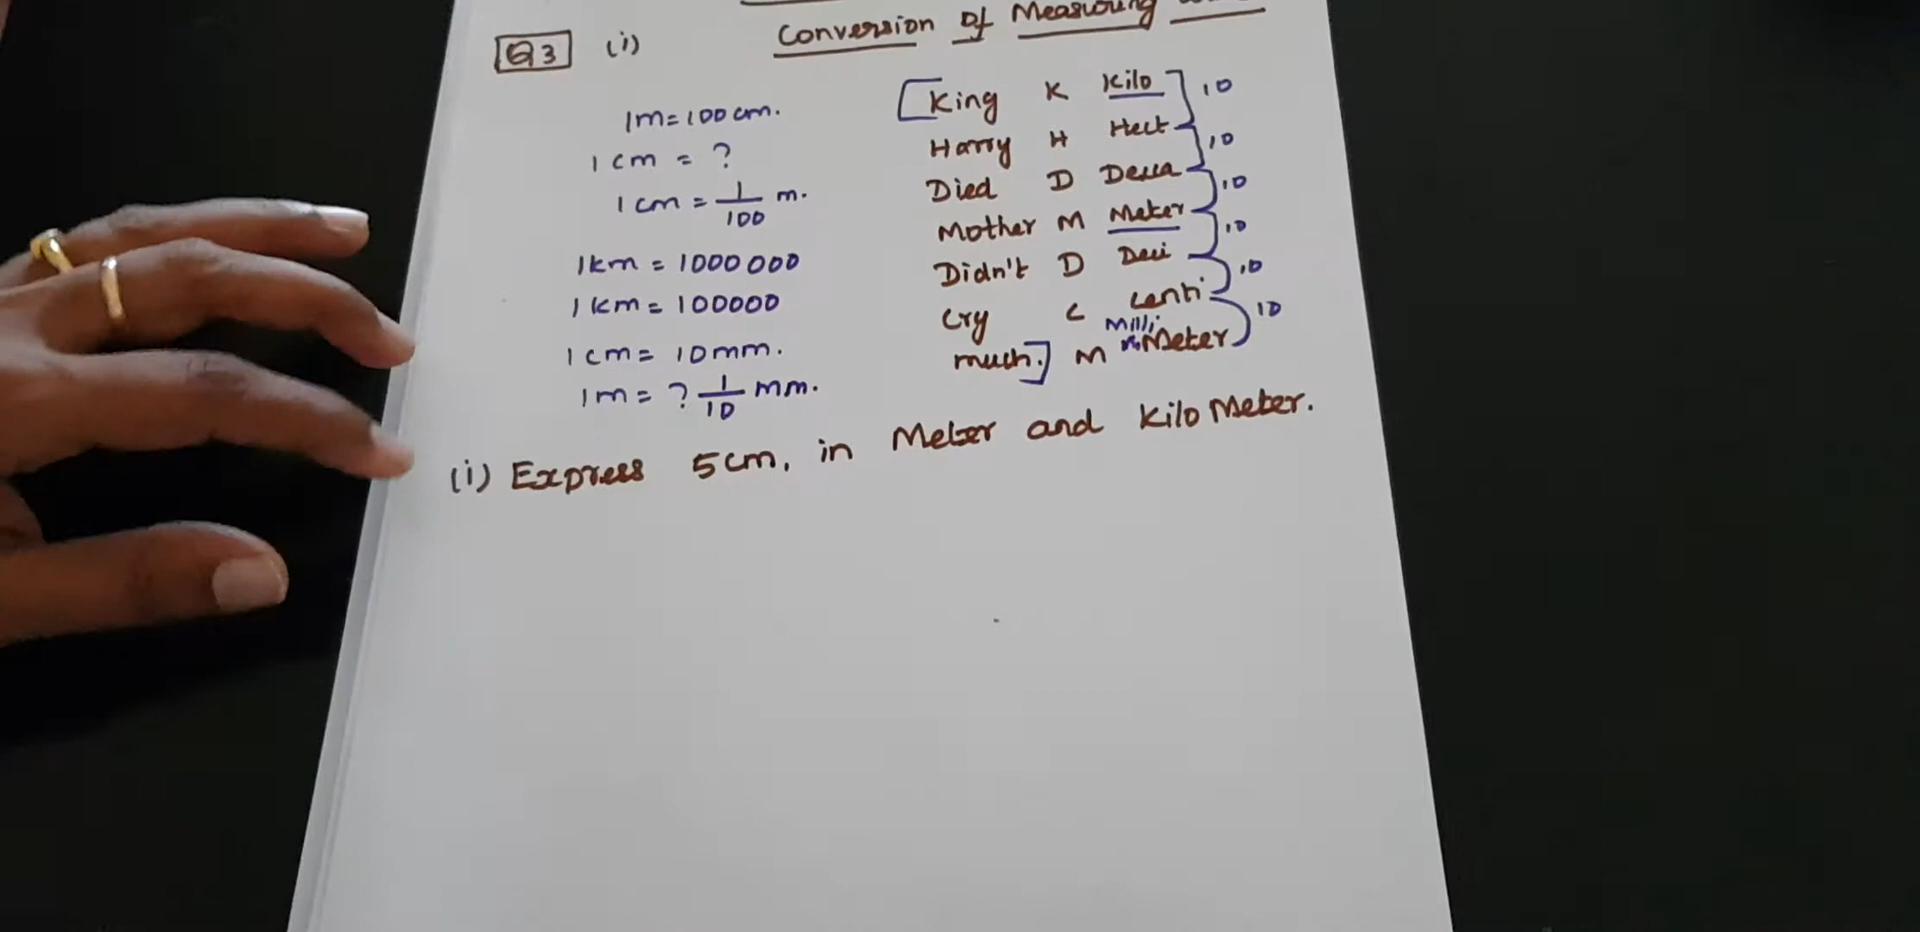 Conversion of Measuring
Q3 (i)
1m = 100 cm.
1 cm = ?
1 cm = 1/100 m.
1km = 1000 000
1 km = 100000
1 cm = 10mm.
1m = ? 1/10 mm.
[King K Kilo 10
Harry H Hect 10
Died D Deca 10
Mother M Meter 10
Didn't D Deci 10
Cry C centi 10
Milli
much.] M Meter
(i) Express 5cm, in Meter and Kilo Meter.